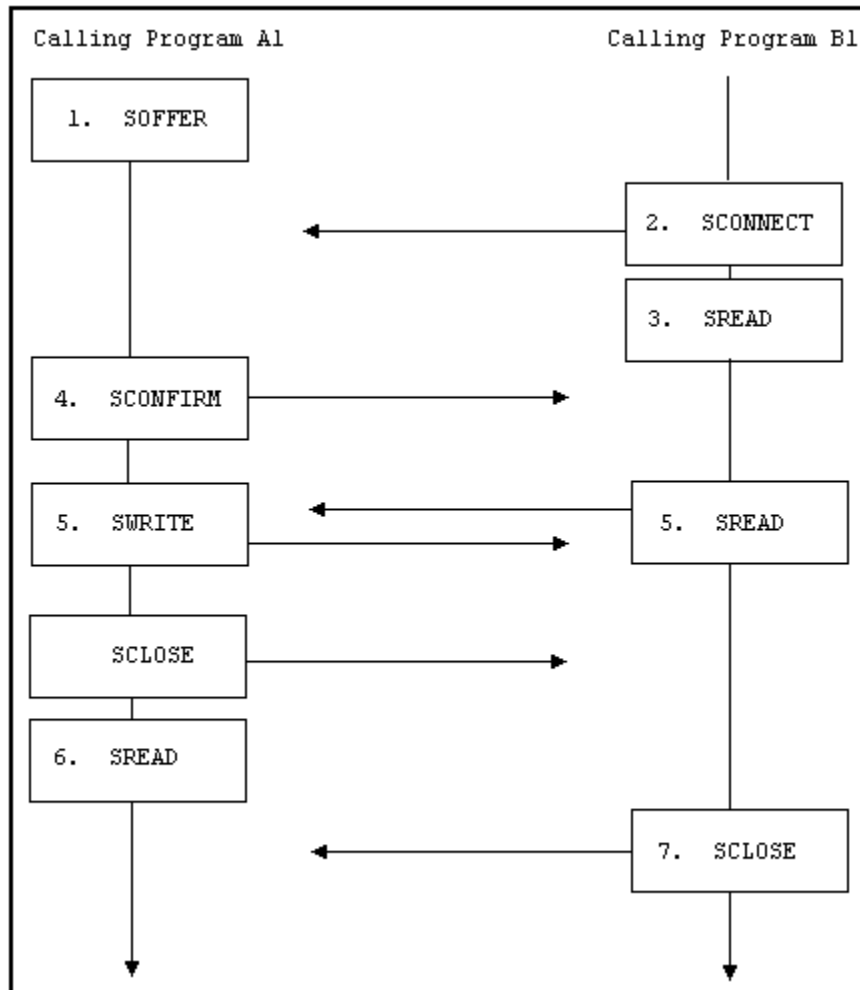 Calling Program A1
Calling Program B1
1. SOFFER
2. SCONNECT
3. SREAD
4. SCONFIRM
5. SWRITE
5. SREAD
SCLOSE
6. SREAD
7. SCLOSE